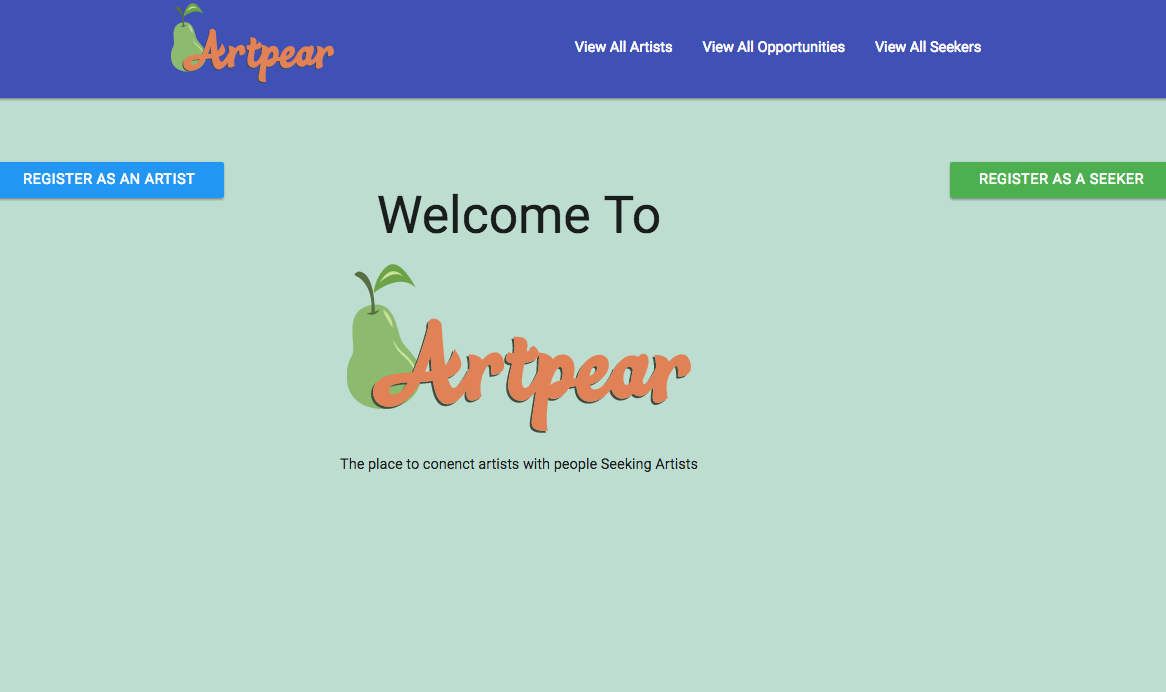 Artpear
View All Artists
View All Opportunities
View All Seekers
REGISTER AS AN ARTIST
REGISTER AS A SEEKER
Welcome To
Artpear
The place to conenct artists with people Seeking Artists